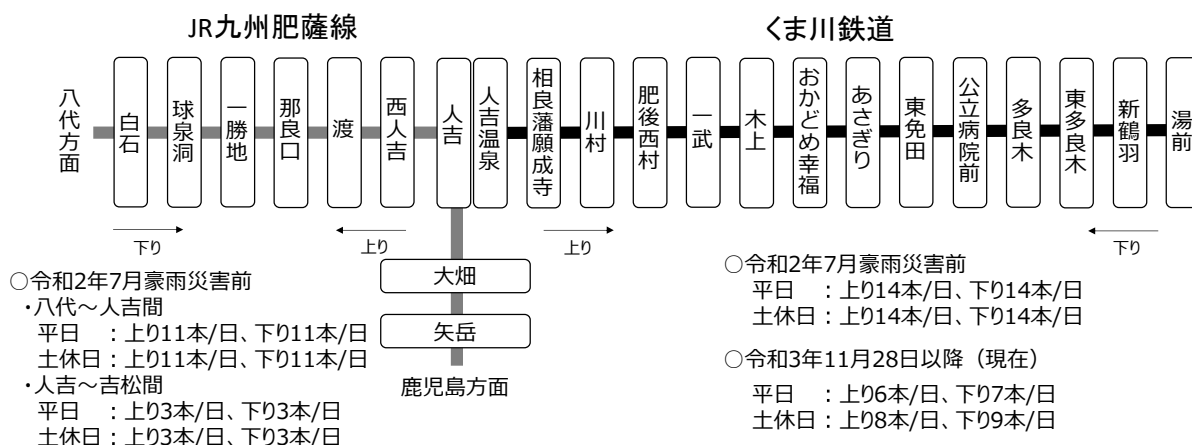 JR九州肥薩線
くま川鉄道
八代方面
白石
球泉洞
一勝地
那良口
渡
西人吉
人吉
人吉温泉
相良藩願成寺
川村
肥後西村
一武
木上
おかどめ幸福
あさぎり
東免田
公立病院前
多良木
東多良木
新鶴羽
湯前
下り
上り
上り
下り
大畑
矢岳
鹿児島方面
○令和2年7月豪雨災害前
・八代～人吉間
平日　：上り11本/日、下り11本/日
土休日：上り11本/日、下り11本/日
・人吉～吉松間
平日　：上り3本/日、下り3本/日
土休日：上り3本/日、下り3本/日
○令和2年7月豪雨災害前
平日　：上り14本/日、下り14本/日
土休日：上り14本/日、下り14本/日
○令和3年11月28日以降（現在）
平日　：上り6本/日、下り7本/日
土休日：上り8本/日、下り9本/日